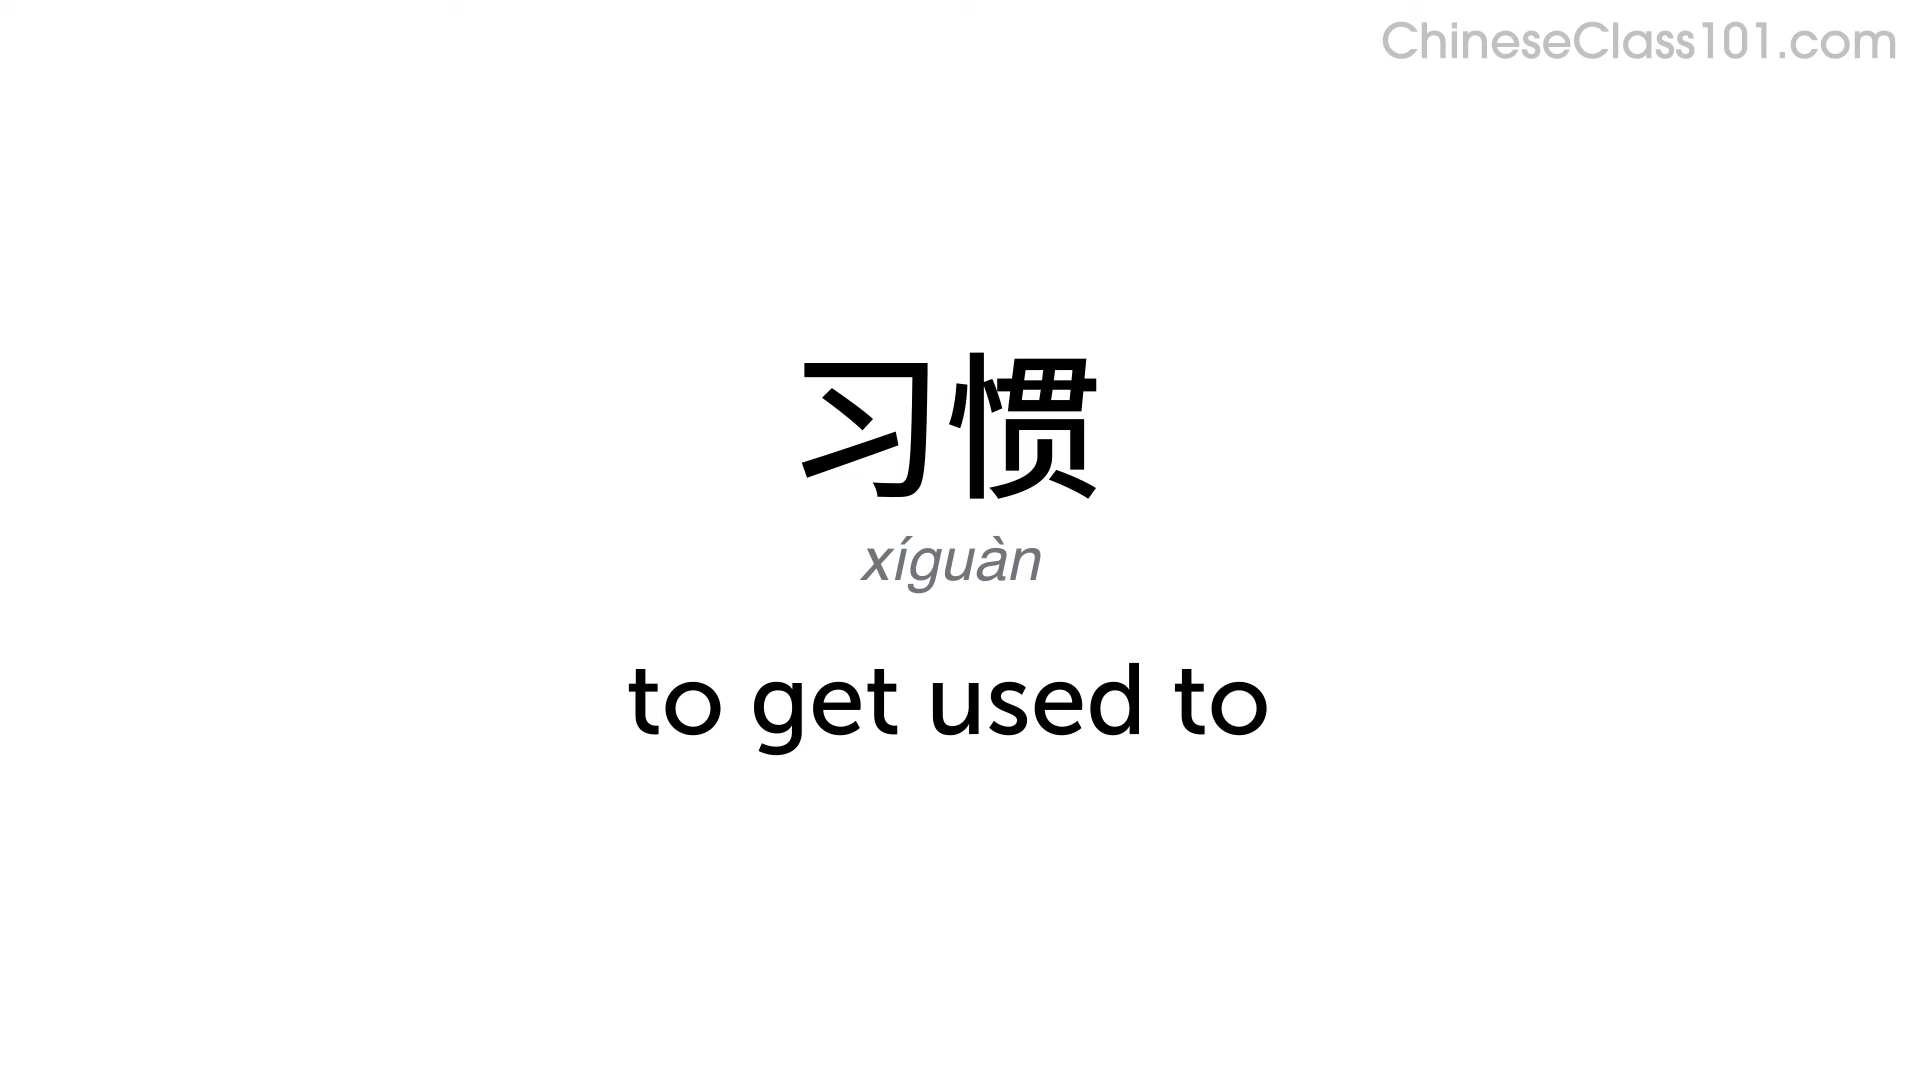 ChineseClass101.com
习惯
xíguàn
to get used to